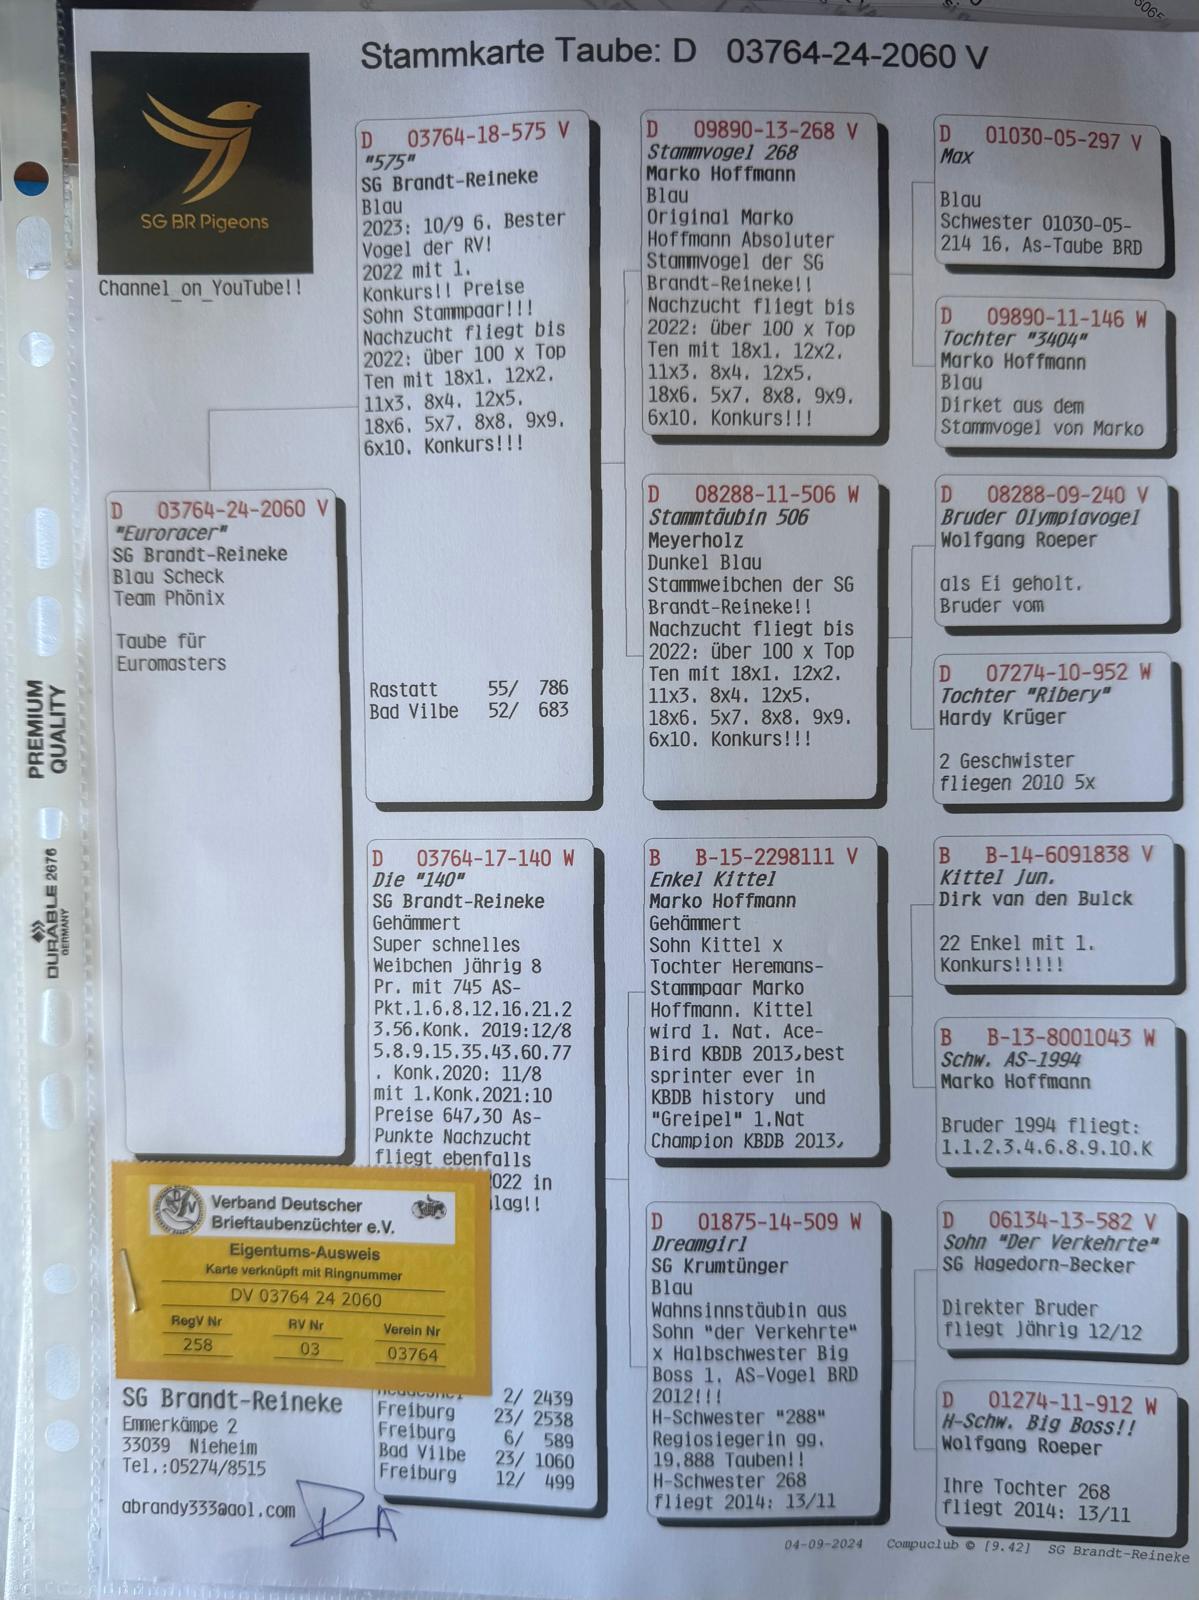 Stammkarte Taube: D 03764-24-2060 V
SG BR Pigeons
Channel_on_YouTube!!
D 03764-24-2060 V
"Euroracer"
SG Brandt-Reineke
Blau Scheck
Team Phönix
Taube für
Euromasters
D 03764-18-575 V
"575"
SG Brandt-Reineke
Blau
2023: 10/9 6. Bester
Vogel der RV!
2022 mit 1.
Konkurs!! Preise
Sohn Stammpaar!!!
Nachzucht fliegt bis
2022: über 100 x Top
Ten mit 18x1. 12x2.
11x3. 8x4. 12x5.
18x6. 5x7. 8x8. 9x9.
6x10. Konkurs!!!
Rastatt 55/ 786
Bad Vilbe 52/ 683
D 03764-17-140 W
Die "140"
SG Brandt-Reineke
Gehämmert
Super schnelles
Weibchen jährig 8
Pr. mit 745 AS-
Pkt.1.6.8.12.16.21.2
3.56.Konk. 2019:12/8
5.8.9.15.35.43.60.77
. Konk.2020: 11/8
mit 1.Konk.2021:10
Preise 647,30 As-
Punkte Nachzucht
fliegt ebenfalls
022 in
lag!!
2/ 2439
Freiburg 23/ 2538
Freiburg 6/ 589
Bad Vilbe 23/ 1060
Freiburg 12/ 499
D 09890-13-268 V
Stammvogel 268
Marko Hoffmann
Blau
Original Marko
Hoffmann Absoluter
Stammvogel der SG
Brandt-Reineke!!
Nachzucht fliegt bis
2022: über 100 x Top
Ten mit 18x1. 12x2.
11x3. 8x4. 12x5.
18x6. 5x7. 8x8. 9x9.
6x10. Konkurs!!!
D 08288-11-506 W
Stammtäubin 506
Meyerholz
Dunkel Blau
Stammweibchen der SG
Brandt-Reineke!!
Nachzucht fliegt bis
2022: über 100 x Top
Ten mit 18x1. 12x2.
11x3. 8x4. 12x5.
18x6. 5x7. 8x8. 9x9.
6x10. Konkurs!!!
B B-15-2298111 V
Enkel Kittel
Marko Hoffmann
Gehämmert
Sohn Kittel x
Tochter Heremans-
Stammpaar Marko
Hoffmann. Kittel
wird 1. Nat. Ace-
Bird KBDB 2013,best
sprinter ever in
KBDB history und
"Greipel" 1.Nat
Champion KBDB 2013,
D 01875-14-509 W
Dreamgirl
SG Krumtünger
Blau
Wahnsinnstäubin aus
Sohn "der Verkehrte"
x Halbschwester Big
Boss 1. AS-Vogel BRD
2012!!!
H-Schwester "288"
Regiosiegerin gg.
19.888 Tauben!!
H-Schwester 268
fliegt 2014: 13/11
D 01030-05-297 V
Max
Blau
Schwester 01030-05-
214 16. As-Taube BRD
D 09890-11-146 W
Tochter "3404"
Marko Hoffmann
Blau
Dirket aus dem
Stammvogel von Marko
D 08288-09-240 V
Bruder Olympiavogel
Wolfgang Roeper
als Ei geholt.
Bruder vom
D 07274-10-952 W
Tochter "Ribery"
Hardy Krüger
2 Geschwister
fliegen 2010 5x
B B-14-6091838 V
Kittel Jun.
Dirk van den Bulck
22 Enkel mit 1.
Konkurs!!!!!
B B-13-8001043 W
Schw. AS-1994
Marko Hoffmann
Bruder 1994 fliegt:
1.1.2.3.4.6.8.9.10.K
D 06134-13-582 V
Sohn "Der Verkehrte"
SG Hagedorn-Becker
Direkter Bruder
fliegt jährig 12/12
D 01274-11-912 W
H-Schw. Big Boss!!
Wolfgang Roeper
Ihre Tochter 268
fliegt 2014: 13/11
Verband Deutscher
Brieftaubenzüchter e.V.
Eigentums-Ausweis
Karte verknüpft mit Ringnummer
DV 03764 24 2060
RegV Nr RV Nr Verein Nr
258 03 03764
SG Brandt-Reineke
Emmerkämpe 2
33039 Nieheim
Tel.:05274/8515
abrandy333@aol.com
04-09-2024 Compuclub © [9.42] SG Brandt-Reineke
PREMIUM
QUALITY
DURABLE 2676
GERMANY